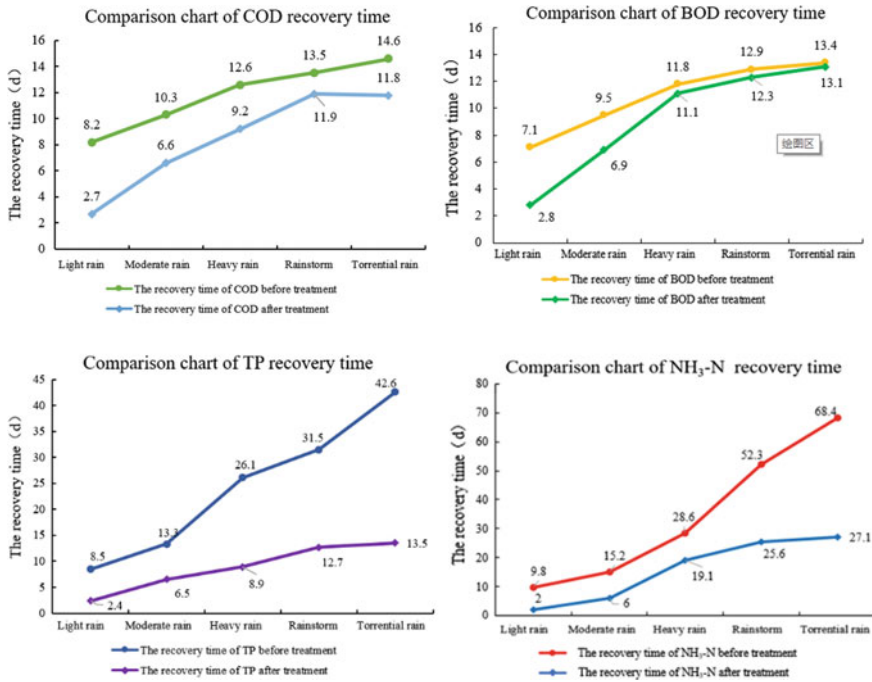 Comparison chart of COD recovery time
The recovery time（d）
16
14
12
10
8
6
4
2
0
8.2
10.3
12.6
13.5
14.6
2.7
6.6
9.2
11.9
11.8
Light rain
Moderate rain
Heavy rain
Rainstorm
Torrential rain
The recovery time of COD before treatment
The recovery time of COD after treatment
Comparison chart of BOD recovery time
The recovery time（d）
16
14
12
10
8
6
4
2
0
7.1
9.5
11.8
12.9
13.4
2.8
6.9
11.1
12.3
13.1
绘图区
Light rain
Moderate rain
Heavy rain
Rainstorm
Torrential rain
The recovery time of BOD before treatment
The recovery time of BOD after treatment
Comparison chart of TP recovery time
The recovery time（d）
45
40
35
30
25
20
15
10
5
0
8.5
13.3
26.1
31.5
42.6
2.4
6.5
8.9
12.7
13.5
Light rain
Moderate rain
Heavy rain
Rainstorm
Torrential rain
The recovery time of TP before treatment
The recovery time of TP after treatment
Comparison chart of NH₃-N recovery time
The recovery time（d）
80
70
60
50
40
30
20
10
0
9.8
15.2
28.6
52.3
68.4
2
6
19.1
25.6
27.1
Light rain
Moderate rain
Heavy rain
Rainstorm
Torrential rain
The recovery time of NH₃-N before treatment
The recovery time of NH₃-N after treatment